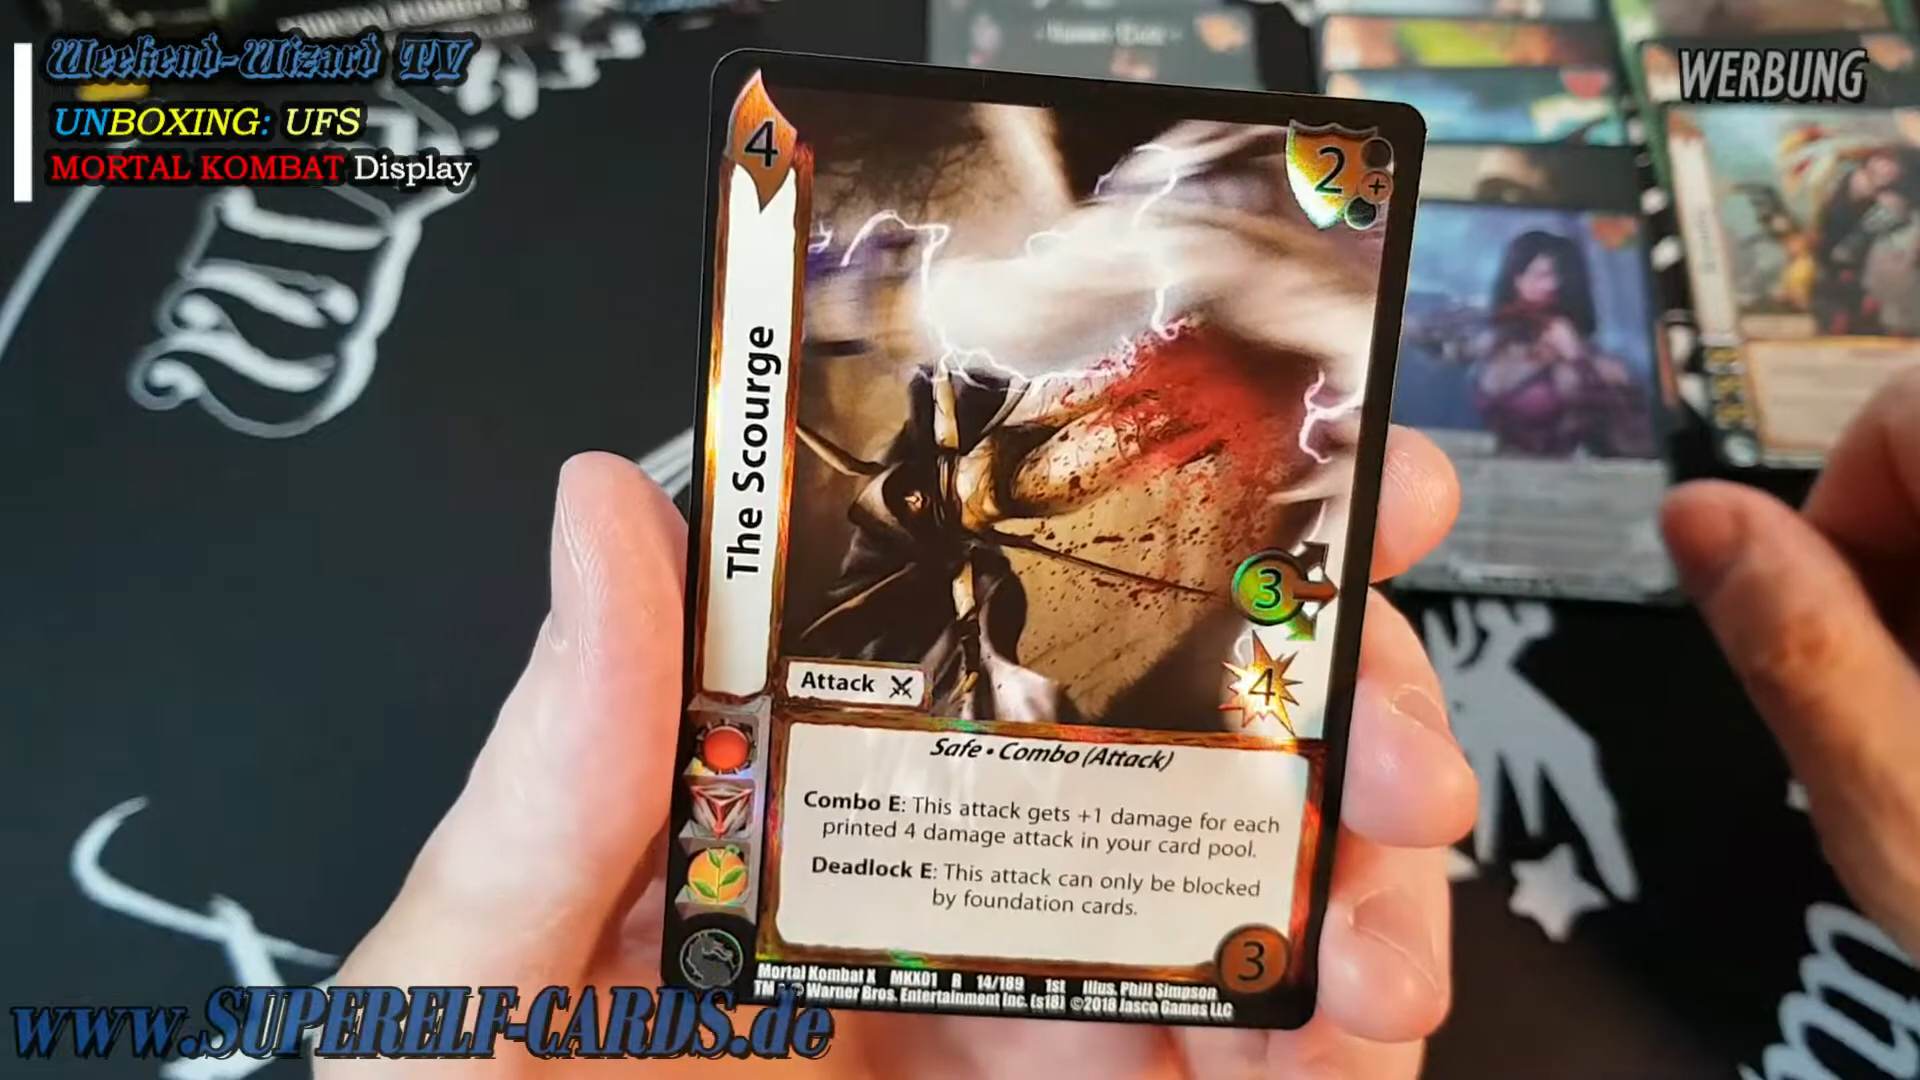 Weekend-Wizard TV
UNBOXING: UFS
MORTAL KOMBAT Display
WERBUNG
4
2
+
The Scourge
3
4
Attack
Safe • Combo (Attack)
Combo E: This attack gets +1 damage for each
printed 4 damage attack in your card pool.
Deadlock E: This attack can only be blocked
by foundation cards.
3
Mortal Kombat X MKX01 R 14/189 1st Illus. Phill Simpson
TM & © Warner Bros. Entertainment Inc. (s18) ©2018 Jasco Games LLC
www.SUPERELF-CARDS.de